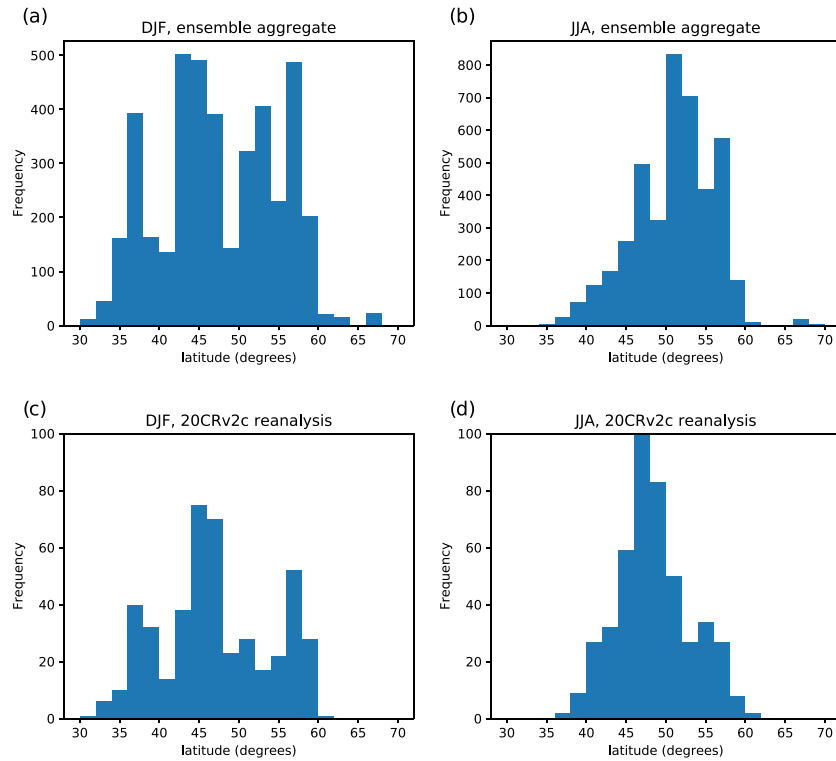 (a)
DJF, ensemble aggregate
500
400
300
200
100
0
Frequency
30 35 40 45 50 55 60 65 70
latitude (degrees)
(b)
JJA, ensemble aggregate
800
700
600
500
400
300
200
100
0
Frequency
30 35 40 45 50 55 60 65 70
latitude (degrees)
(c)
DJF, 20CRv2c reanalysis
100
80
60
40
20
0
Frequency
30 35 40 45 50 55 60 65 70
latitude (degrees)
(d)
JJA, 20CRv2c reanalysis
100
80
60
40
20
0
Frequency
30 35 40 45 50 55 60 65 70
latitude (degrees)